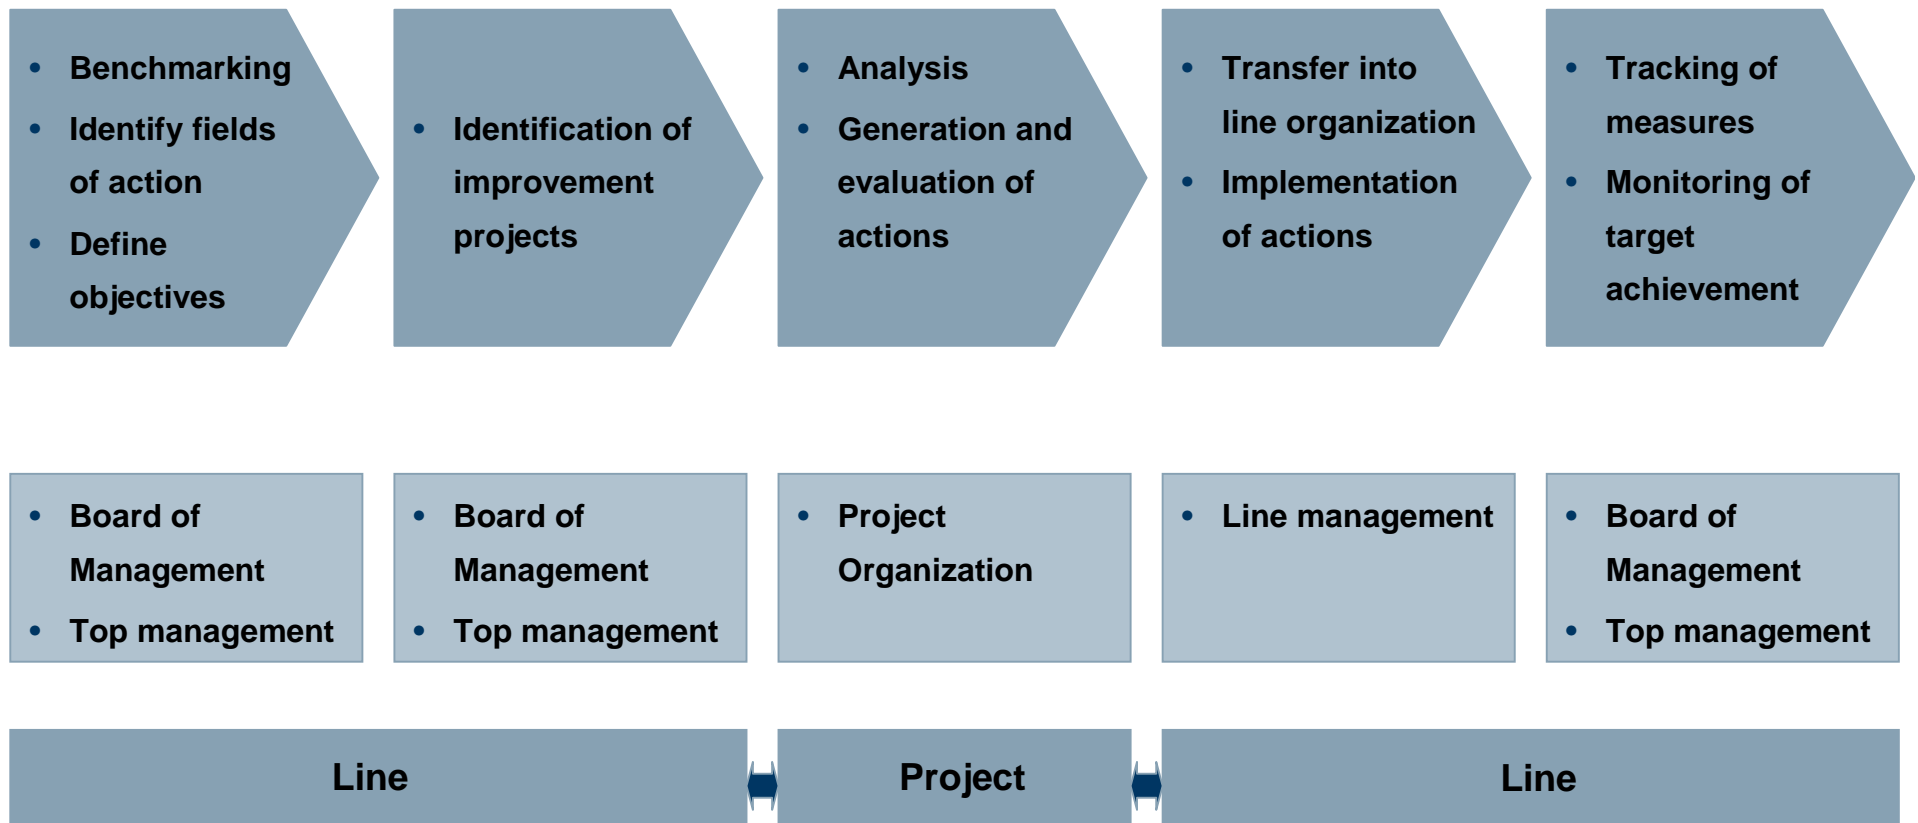 • Benchmarking
• Identify fields
of action
• Define
objectives
• Identification of
improvement
projects
• Analysis
• Generation and
evaluation of
actions
• Transfer into
line organization
• Implementation
of actions
• Tracking of
measures
• Monitoring of
target
achievement
• Board of
Management
• Top management
• Board of
Management
• Top management
• Project
Organization
• Line management
• Board of
Management
• Top management
Line
Project
Line